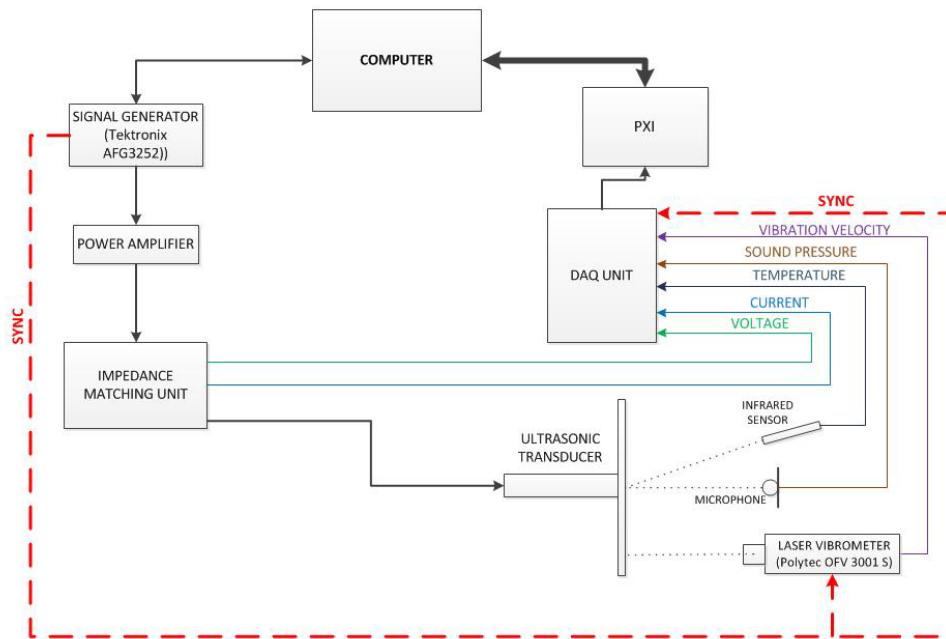 COMPUTER
SIGNAL GENERATOR
(Tektronix
AFG3252))
PXI
SYNC
VIBRATION VELOCITY
POWER AMPLIFIER
SOUND PRESSURE
DAQ UNIT
TEMPERATURE
CURRENT
VOLTAGE
SYNC
IMPEDANCE
MATCHING UNIT
INFRARED
SENSOR
ULTRASONIC
TRANSDUCER
MICROPHONE
LASER VIBROMETER
(Polytec OFV 3001 S)